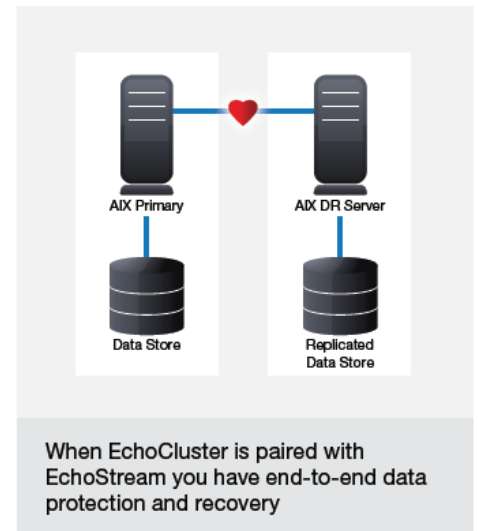 AIX Primary
AIX DR Server
Data Store
Replicated
Data Store
When EchoCluster is paired with
EchoStream you have end-to-end data
protection and recovery